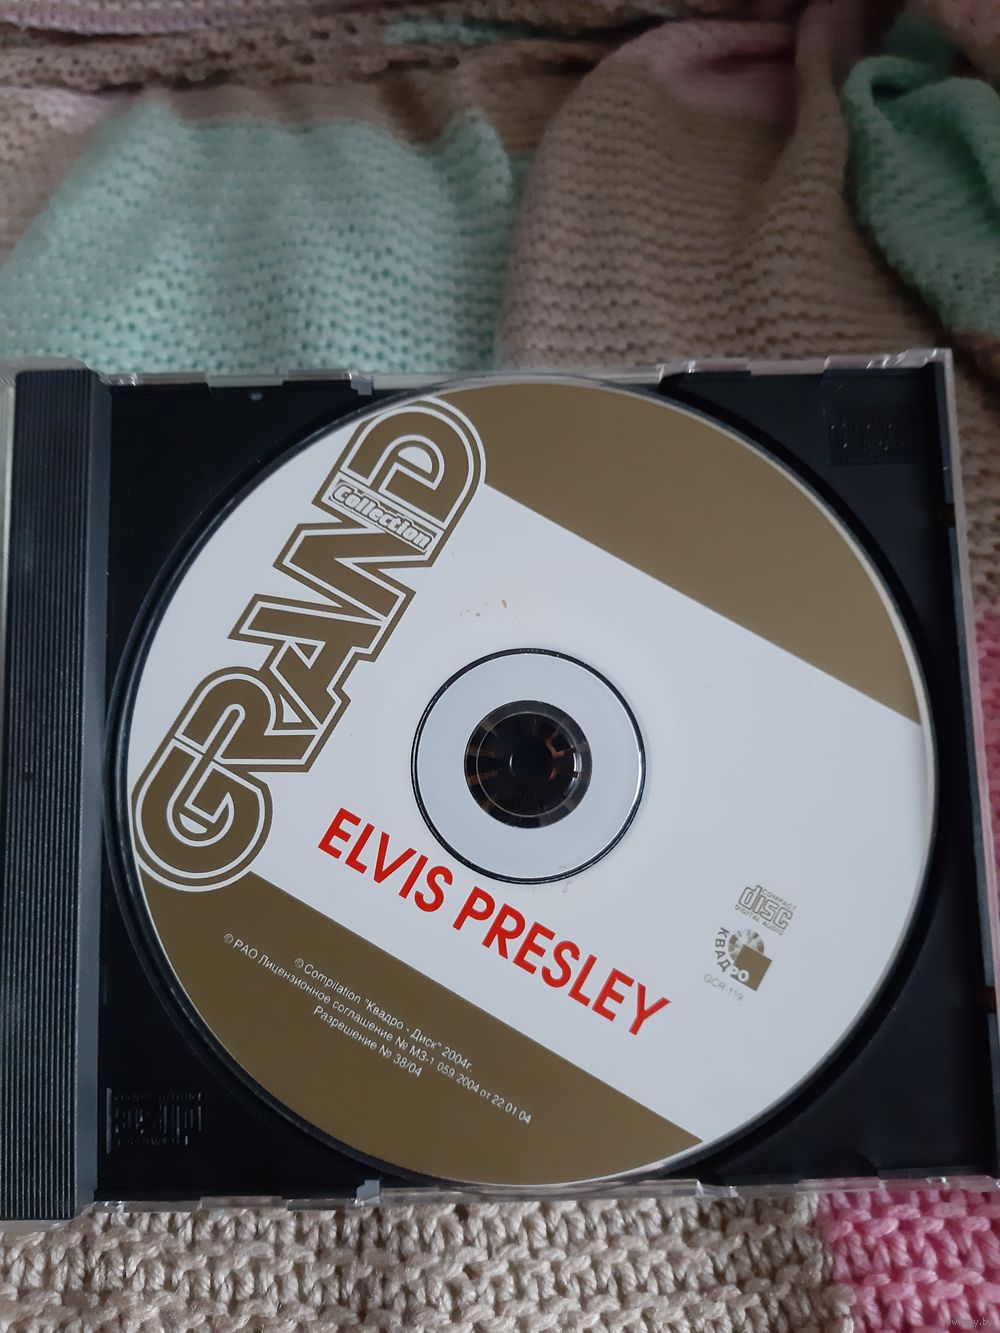 GRAND
Collection
ELVIS PRESLEY
COMPACT
disc
DIGITAL AUDIO
КВАДРО
GCR 119
© Compilation "Квадро - Диск" 2004г.
© РАО Лицензионное соглашение № МЗ-1 059 2004 от 22.01.04
Разрешение № 38/04